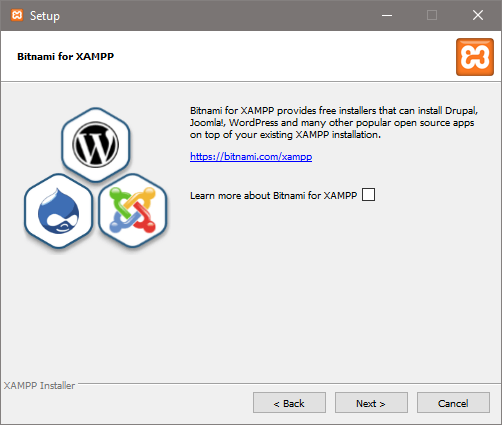 Setup
Bitnami for XAMPP
Bitnami for XAMPP provides free installers that can install Drupal,
Joomla!, WordPress and many other popular open source apps
on top of your existing XAMPP installation.
https://bitnami.com/xampp
Learn more about Bitnami for XAMPP
XAMPP Installer
< Back
Next >
Cancel